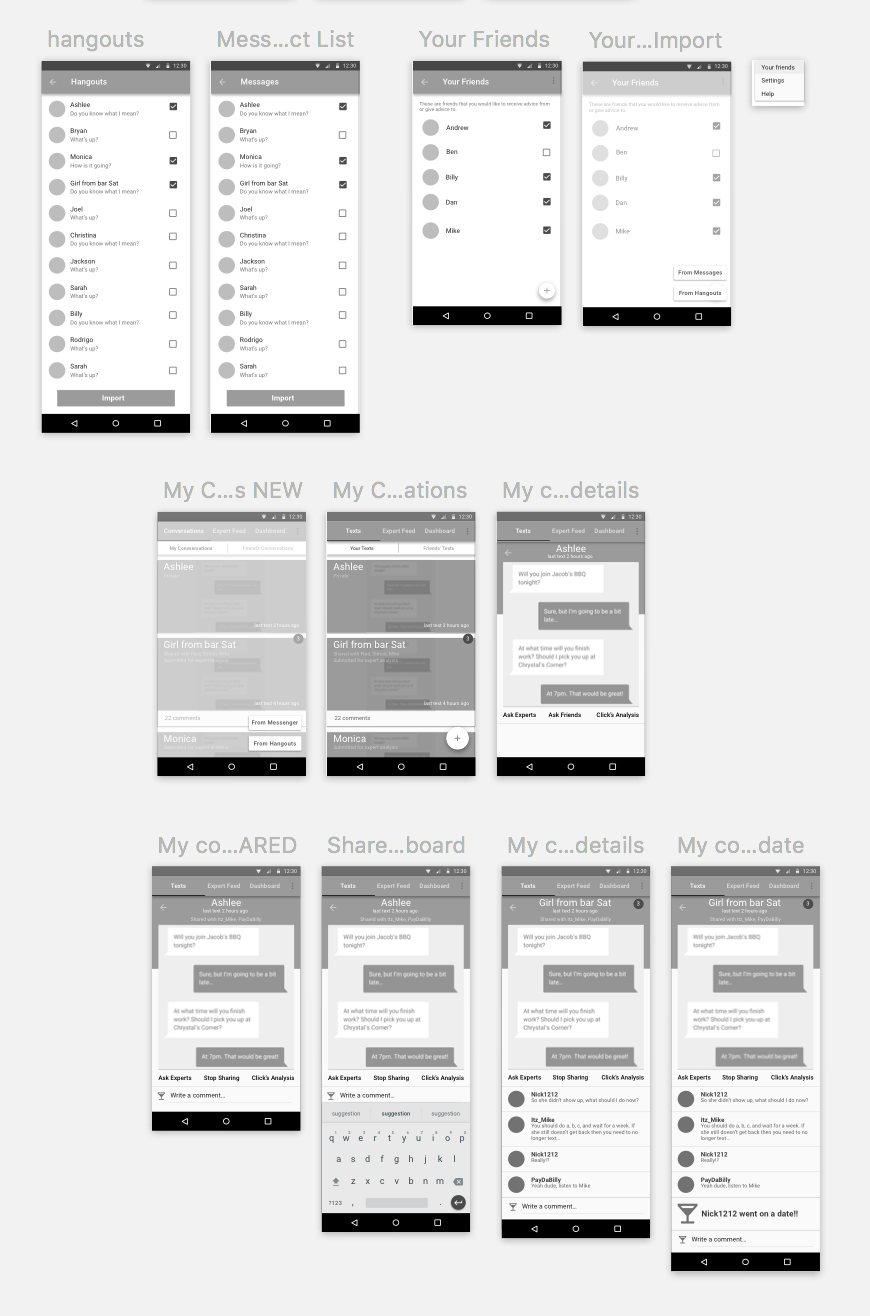 hangouts
Mess...ct List
Your Friends
Your...Import
12:30
Hangouts
Ashlee
Do you know what I mean?
Bryan
What's up?
Monica
How is it going?
Girl from bar Sat
Do you know what I mean?
Joel
What's up?
Christina
Do you know what I mean?
Jackson
What's up?
Sarah
What's up?
Billy
Do you know what I mean?
Rodrigo
What's up?
Sarah
What's up?
Import
12:30
Messages
Ashlee
Do you know what I mean?
Bryan
What's up?
Monica
How is it going?
Girl from bar Sat
Do you know what I mean?
Joel
What's up?
Christina
Do you know what I mean?
Jackson
What's up?
Sarah
What's up?
Billy
Do you know what I mean?
Rodrigo
What's up?
Sarah
What's up?
Import
12:30
Your Friends
These are friends that you would like to receive advice from
or give advice to.
Andrew
Ben
Billy
Dan
Mike
12:30
Your Friends
These are friends that you would like to receive advice from
or give advice to.
Andrew
Ben
Billy
Dan
Mike
From Messages
From Hangouts
Your friends
Settings
Help
My C...s NEW
My C...ations
My c...details
12:30
Conversations Expert Feed Dashboard
My Conversations Friend's Conversations
Ashlee
Private
last text 2 hours ago
3
Girl from bar Sat
last text 4 hours ago
22 comments
From Messenger
Monica
From Hangouts
12:30
Texts Expert Feed Dashboard
Your Texts Friends' Texts
Ashlee
Private
last text 2 hours ago
3
Girl from bar Sat
last text 4 hours ago
22 comments
Monica
12:30
Texts Expert Feed Dashboard
Ashlee
last text 2 hours ago
Will you join Jacob's BBQ
tonight?
Sure, but I'm going to be a bit
late...
At what time will you finish
work? Should I pick you up at
Chrystal's Corner?
At 7pm. That would be great!
Ask Experts Ask Friends Click's Analysis
My co...ARED
Share...board
My c...details
My co...date
12:30
Texts Expert Feed Dashboard
Ashlee
last text 2 hours ago
Shared with Itz_Mike, PayDaBilly
Will you join Jacob's BBQ
tonight?
Sure, but I'm going to be a bit
late...
At what time will you finish
work? Should I pick you up at
Chrystal's Corner?
At 7pm. That would be great!
Ask Experts Stop Sharing Click's Analysis
Write a comment...
12:30
Texts Expert Feed Dashboard
Ashlee
last text 2 hours ago
Shared with Itz_Mike, PayDaBilly
Will you join Jacob's BBQ
tonight?
Sure, but I'm going to be a bit
late...
At what time will you finish
work? Should I pick you up at
Chrystal's Corner?
At 7pm. That would be great!
Ask Experts Stop Sharing Click's Analysis
Write a comment...
suggestion suggestion suggestion
1 2 3 4 5 6 7 8 9 0
q w e r t y u i o p
a s d f g h j k l
z x c v b n m
?123 , .
12:30
Texts Expert Feed Dashboard
Girl from bar Sat 3
last text 2 hours ago
Shared with Itz_Mike, PayDaBilly
Will you join Jacob's BBQ
tonight?
Sure, but I'm going to be a bit
late...
At what time will you finish
work? Should I pick you up at
Chrystal's Corner?
At 7pm. That would be great!
Ask Experts Stop Sharing Click's Analysis
Nick1212
So she didn't show up, what should I do now?
Itz_Mike
You should do a, b, c, and wait for a week. If
she still doesn't get back then you need to no
longer text...
Nick1212
Really!?
PayDaBilly
Yeah dude, listen to Mike
Write a comment...
12:30
Texts Expert Feed Dashboard
Girl from bar Sat 3
last text 2 hours ago
Shared with Itz_Mike, PayDaBilly
Will you join Jacob's BBQ
tonight?
Sure, but I'm going to be a bit
late...
At what time will you finish
work? Should I pick you up at
Chrystal's Corner?
At 7pm. That would be great!
Ask Experts Stop Sharing Click's Analysis
Nick1212
So she didn't show up, what should I do now?
Itz_Mike
You should do a, b, c, and wait for a week. If
she still doesn't get back then you need to no
longer text...
Nick1212
Really!?
PayDaBilly
Yeah dude, listen to Mike
Nick1212 went on a date!!
Write a comment...